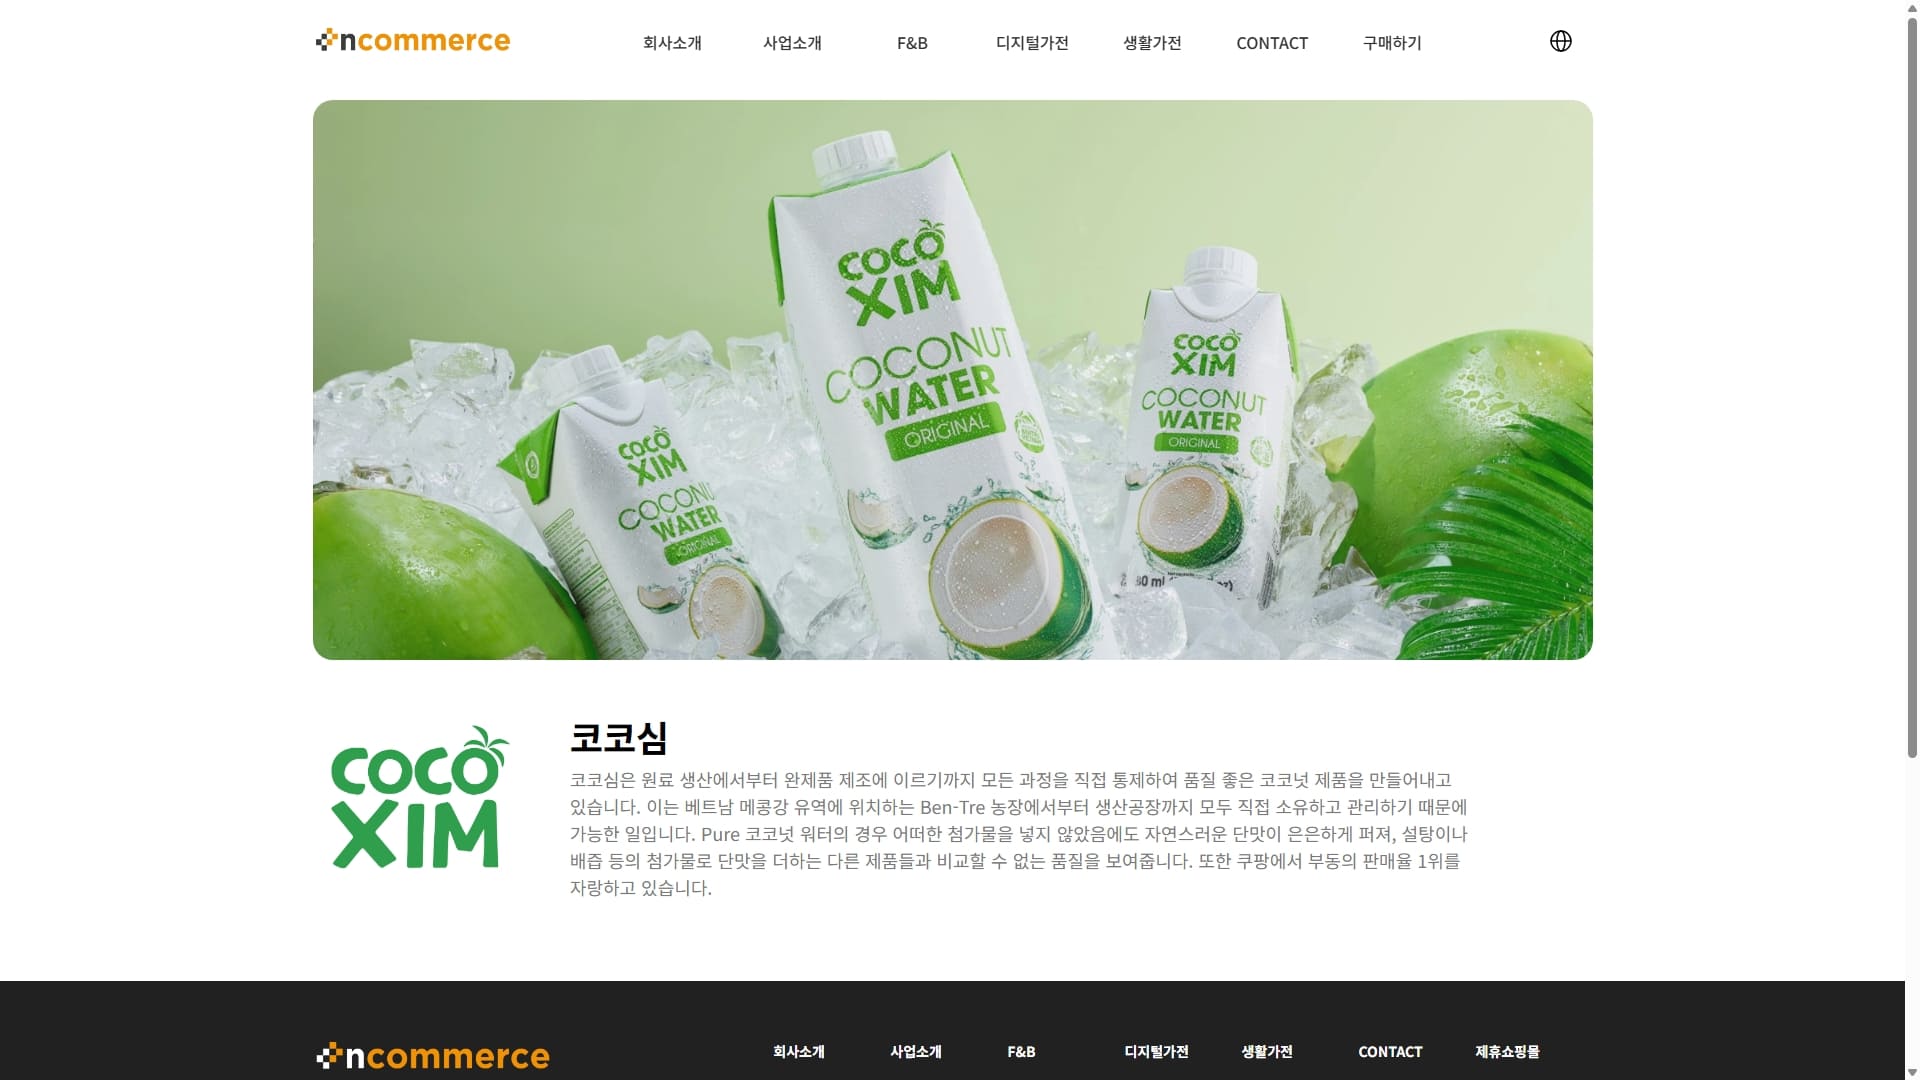 ncommerce
회사소개
사업소개
F&B
디지털가전
생활가전
CONTACT
구매하기
COCO
XIM
COCONUT
WATER
ORIGINAL
COCO
XIM
COCONUT
WATER
ORIGINAL
COCO
XIM
COCONU
WATER
ORIGINAL
COCO
XIM
코코심
코코심은 원료 생산에서부터 완제품 제조에 이르기까지 모든 과정을 직접 통제하여 품질 좋은 코코넛 제품을 만들어내고
있습니다. 이는 베트남 메콩강 유역에 위치하는 Ben-Tre 농장에서부터 생산공장까지 모두 직접 소유하고 관리하기 때문에
가능한 일입니다. Pure 코코넛 워터의 경우 어떠한 첨가물을 넣지 않았음에도 자연스러운 단맛이 은은하게 퍼져, 설탕이나
배즙 등의 첨가물로 단맛을 더하는 다른 제품들과 비교할 수 없는 품질을 보여줍니다. 또한 쿠팡에서 부동의 판매율 1위를
자랑하고 있습니다.
ncommerce
회사소개
사업소개
F&B
디지털가전
생활가전
CONTACT
제휴쇼핑몰